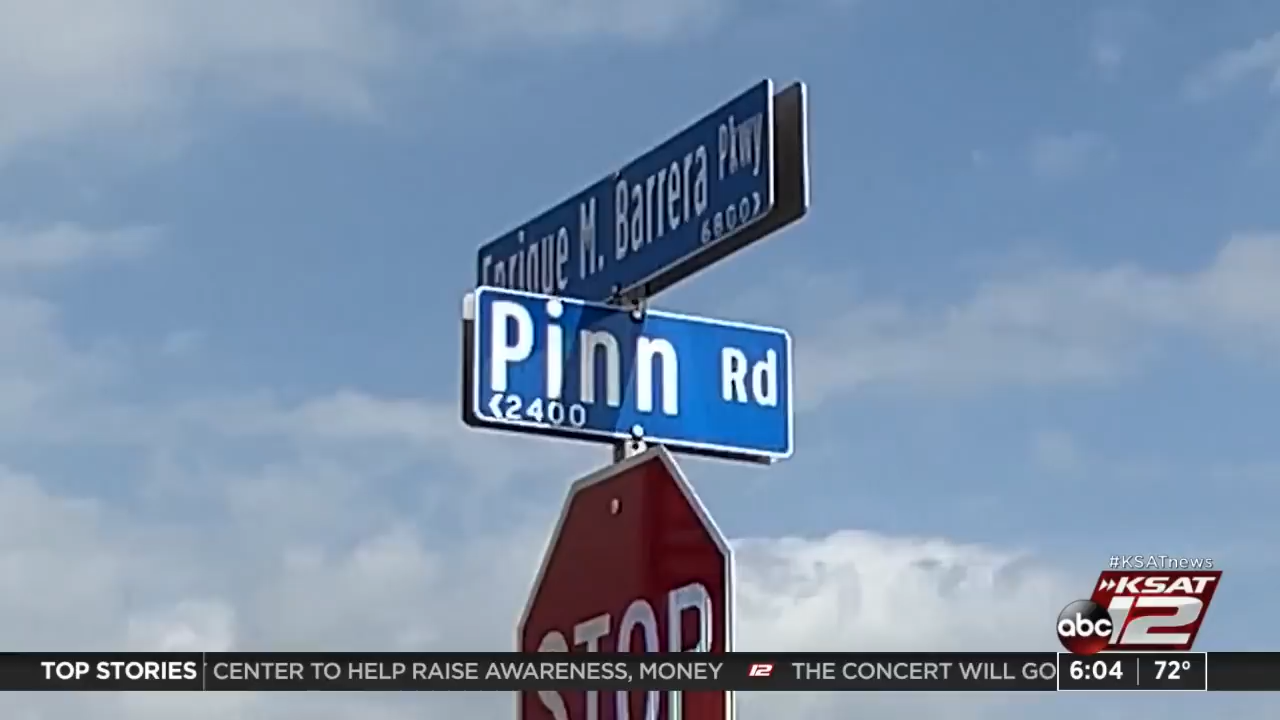 Enrique M. Barrera Pkwy
6800>
Pinn Rd
<2400
STOP
#KSATnews
KSAT
abc 12
TOP STORIES CENTER TO HELP RAISE AWARENESS, MONEY 12 THE CONCERT WILL GO 6:04 72°